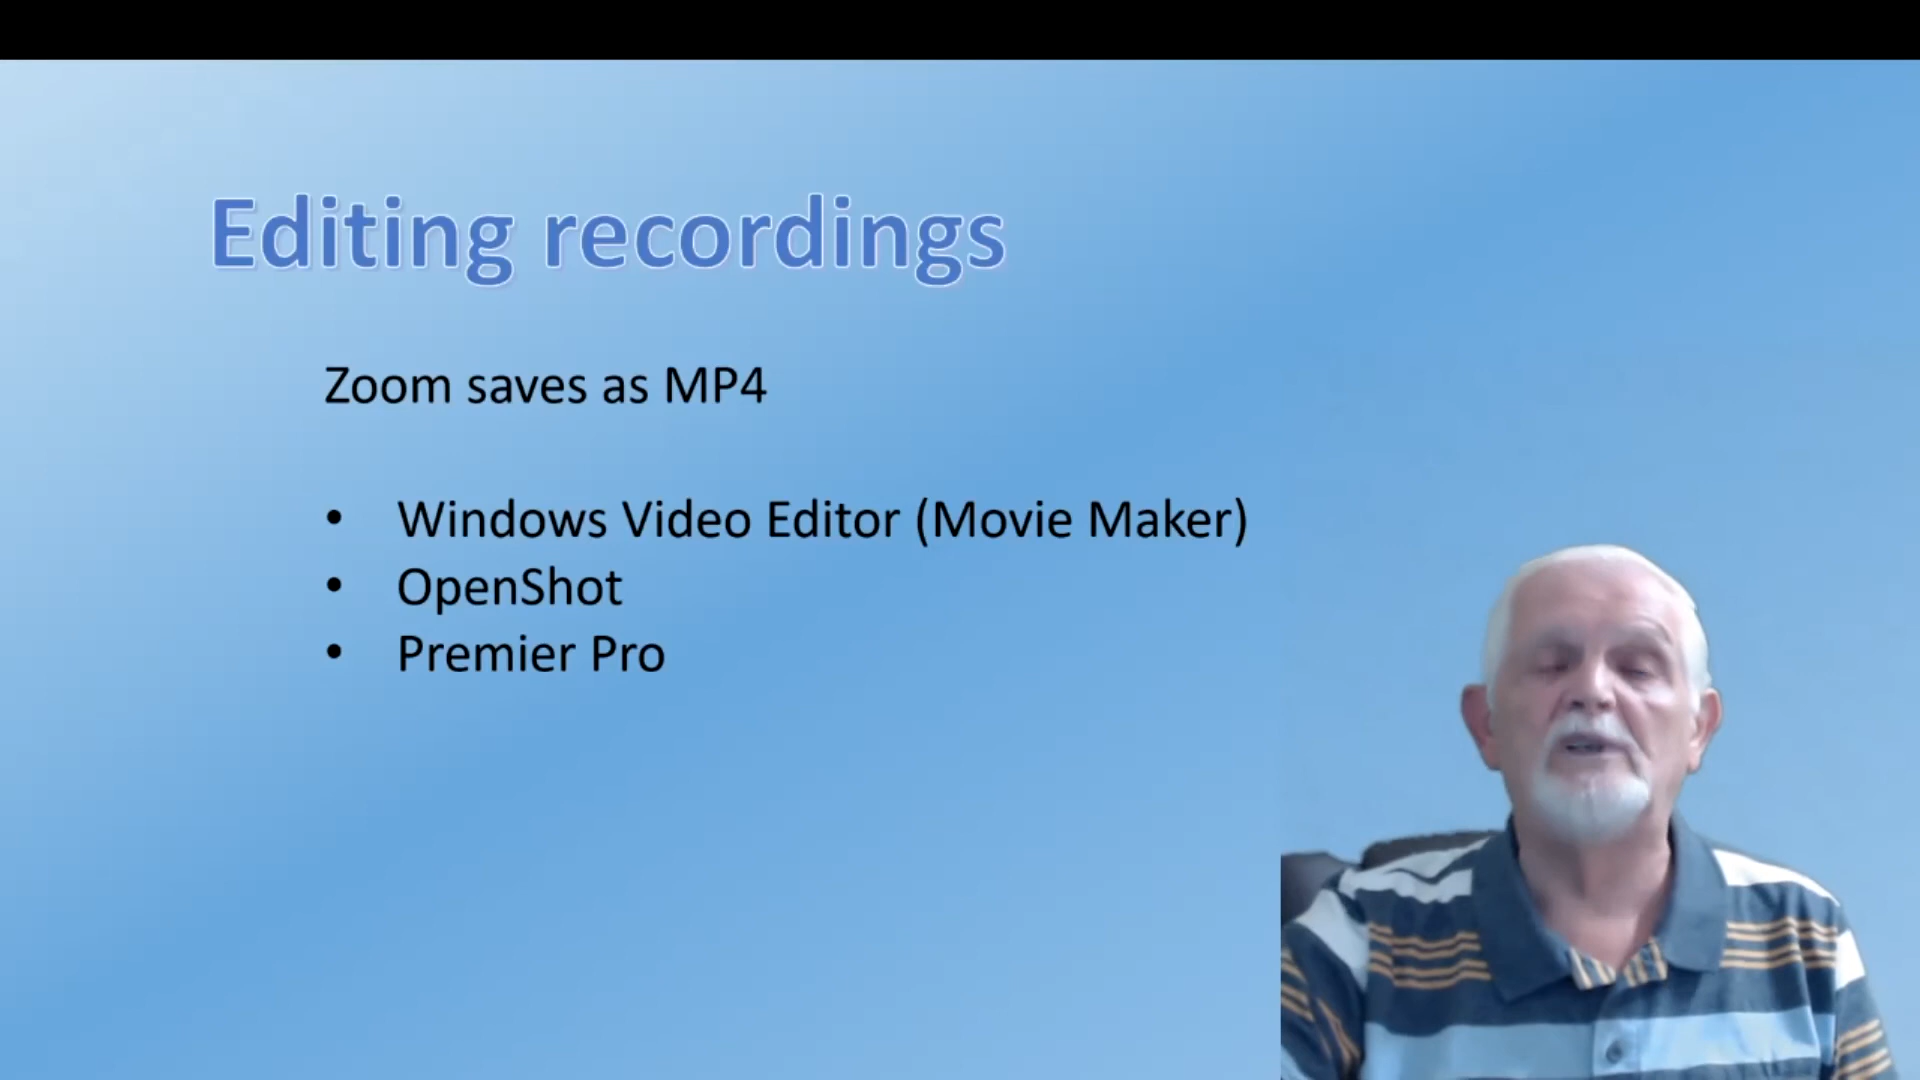 Editing recordings
Zoom saves as MP4
• Windows Video Editor (Movie Maker)
• OpenShot
• Premier Pro